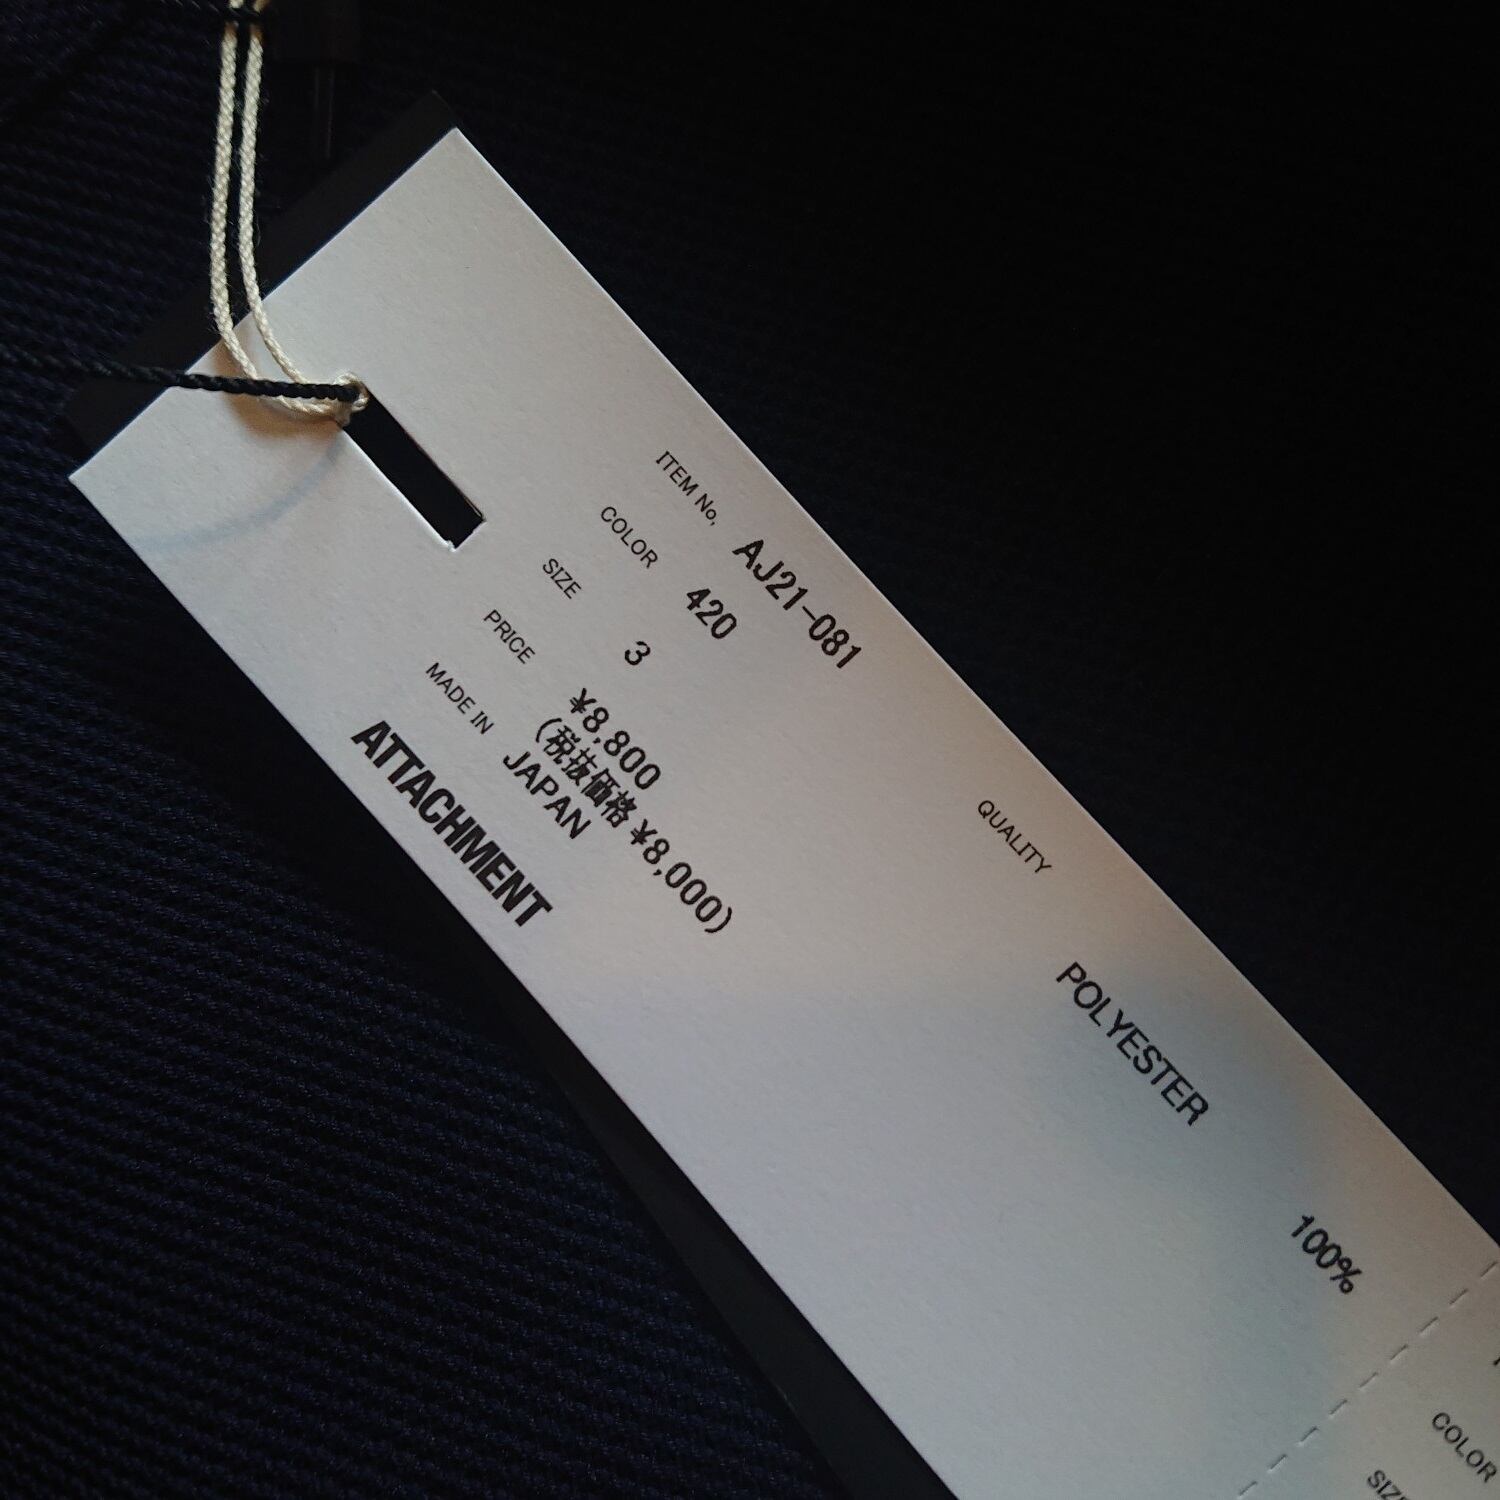 ITEM No, AJ21-081
COLOR 420
SIZE 3
PRICE ¥8,800
(税抜価格 ¥8,000)
MADE IN JAPAN
ATTACHMENT
QUALITY
POLYESTER 100%
COLOR